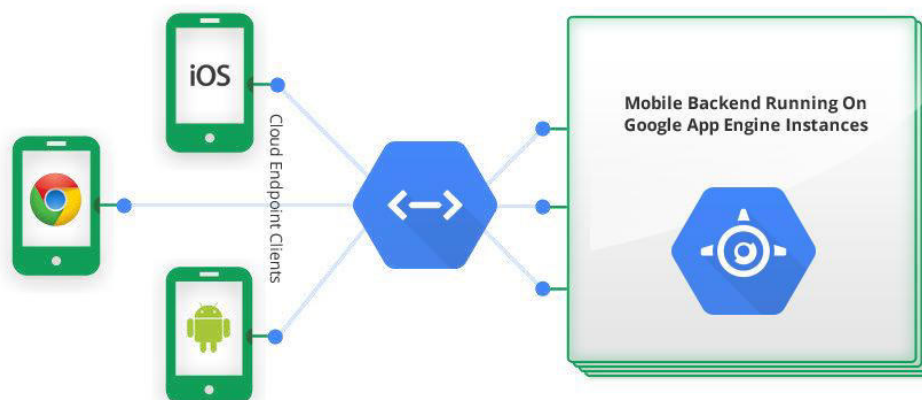 iOS
Cloud Endpoint Clients
Mobile Backend Running On
Google App Engine Instances